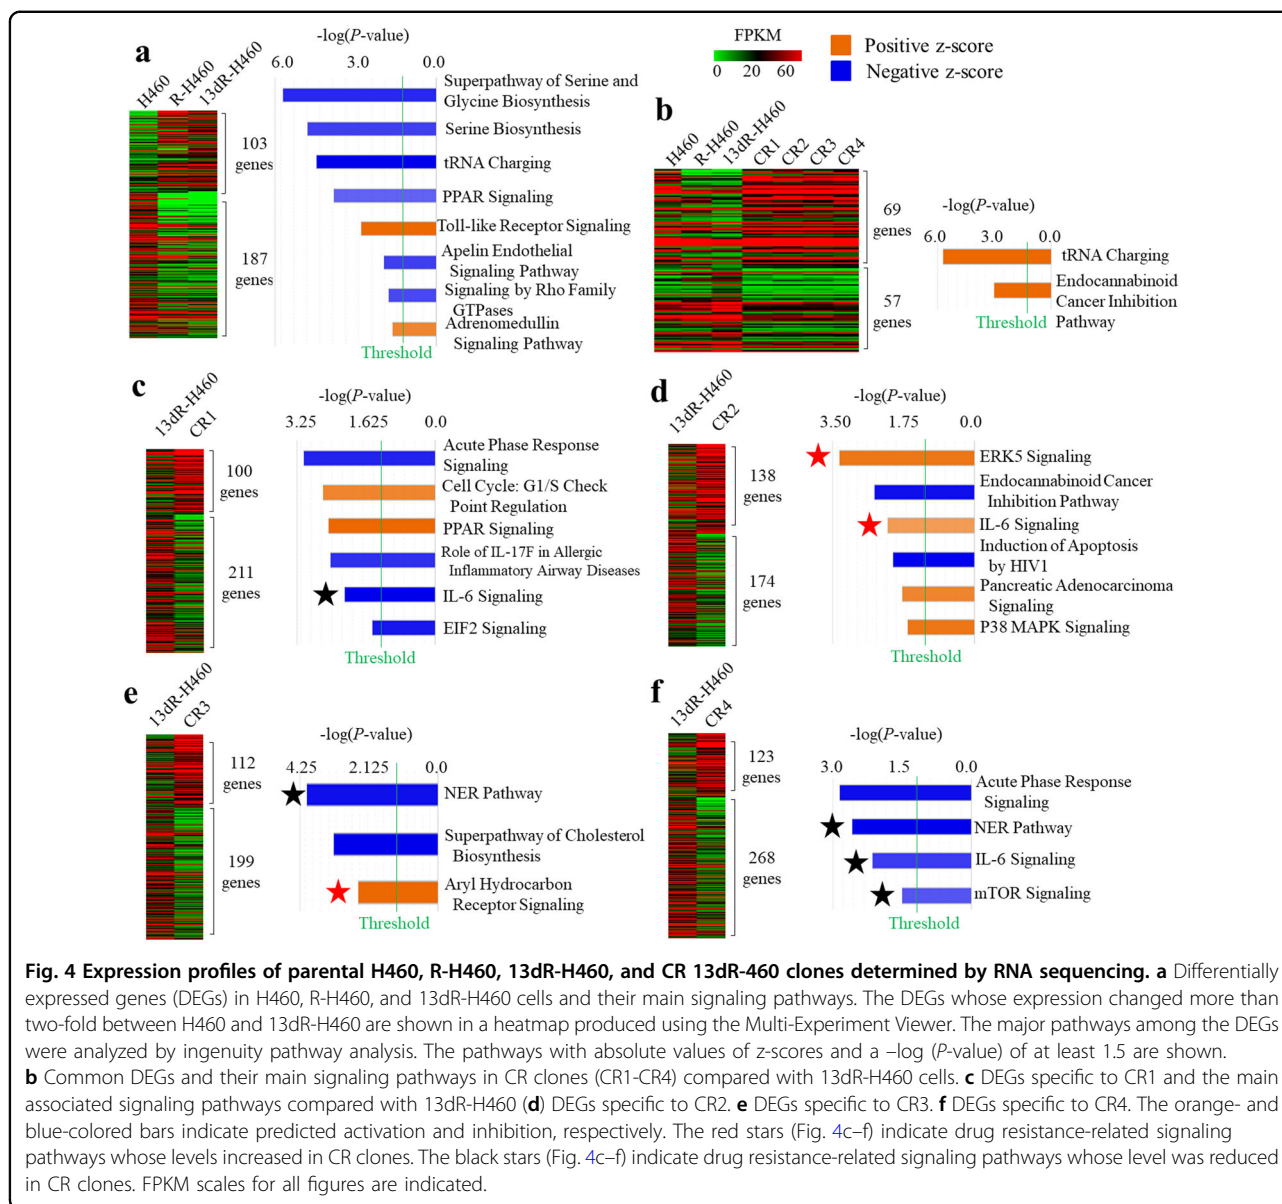 a
-log(P-value)
6.0 3.0 0.0
H460
R-H460
13dR-H460
103
genes
187
genes
Superpathway of Serine and
Glycine Biosynthesis
Serine Biosynthesis
tRNA Charging
PPAR Signaling
Toll-like Receptor Signaling
Apelin Endothelial
Signaling Pathway
Signaling by Rho Family
GTPases
Adrenomedullin
Signaling Pathway
Threshold
FPKM
0 20 60
Positive z-score
Negative z-score
b
H460
R-H460
13dR-H460
CR1
CR2
CR3
CR4
69
genes
57
genes
-log(P-value)
6.0 3.0 0.0
tRNA Charging
Endocannabinoid
Cancer Inhibition
Pathway
Threshold
c
13dR-H460
CR1
100
genes
211
genes
-log(P-value)
3.25 1.625 0.0
Acute Phase Response
Signaling
Cell Cycle: G1/S Check
Point Regulation
PPAR Signaling
Role of IL-17F in Allergic
Inflammatory Airway Diseases
IL-6 Signaling
EIF2 Signaling
Threshold
d
13dR-H460
CR2
138
genes
174
genes
-log(P-value)
3.50 1.75 0.0
ERK5 Signaling
Endocannabinoid Cancer
Inhibition Pathway
IL-6 Signaling
Induction of Apoptosis
by HIV1
Pancreatic Adenocarcinoma
Signaling
P38 MAPK Signaling
Threshold
e
13dR-H460
CR3
112
genes
199
genes
-log(P-value)
4.25 2.125 0.0
NER Pathway
Superpathway of Cholesterol
Biosynthesis
Aryl Hydrocarbon
Receptor Signaling
Threshold
f
13dR-H460
CR4
123
genes
268
genes
-log(P-value)
3.0 1.5 0.0
Acute Phase Response
Signaling
NER Pathway
IL-6 Signaling
mTOR Signaling
Threshold
Fig. 4 Expression profiles of parental H460, R-H460, 13dR-H460, and CR 13dR-460 clones determined by RNA sequencing. a Differentially
expressed genes (DEGs) in H460, R-H460, and 13dR-H460 cells and their main signaling pathways. The DEGs whose expression changed more than
two-fold between H460 and 13dR-H460 are shown in a heatmap produced using the Multi-Experiment Viewer. The major pathways among the DEGs
were analyzed by ingenuity pathway analysis. The pathways with absolute values of z-scores and a –log (P-value) of at least 1.5 are shown.
b Common DEGs and their main signaling pathways in CR clones (CR1-CR4) compared with 13dR-H460 cells. c DEGs specific to CR1 and the main
associated signaling pathways compared with 13dR-H460 (d) DEGs specific to CR2. e DEGs specific to CR3. f DEGs specific to CR4. The orange- and
blue-colored bars indicate predicted activation and inhibition, respectively. The red stars (Fig. 4c–f) indicate drug resistance-related signaling
pathways whose levels increased in CR clones. The black stars (Fig. 4c–f) indicate drug resistance-related signaling pathways whose level was reduced
in CR clones. FPKM scales for all figures are indicated.